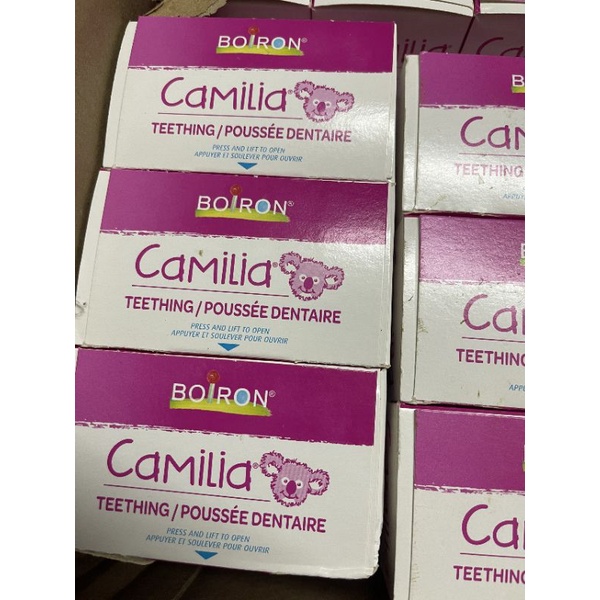 BOIRON®
Camilia®
TEETHING / POUSSÉE DENTAIRE
PRESS AND LIFT TO OPEN
APPUYER ET SOULEVER POUR OUVRIR
BOIRON®
Camilia®
TEETHING / POUSSÉE DENTAIRE
PRESS AND LIFT TO OPEN
APPUYER ET SOULEVER POUR OUVRIR
BOIRON®
Camilia®
TEETHING / POUSSÉE DENTAIRE
PRESS AND LIFT TO OPEN
APPUYER ET SOULEVER POUR OUVRIR
TEETHING
TEETHING
TEETHING